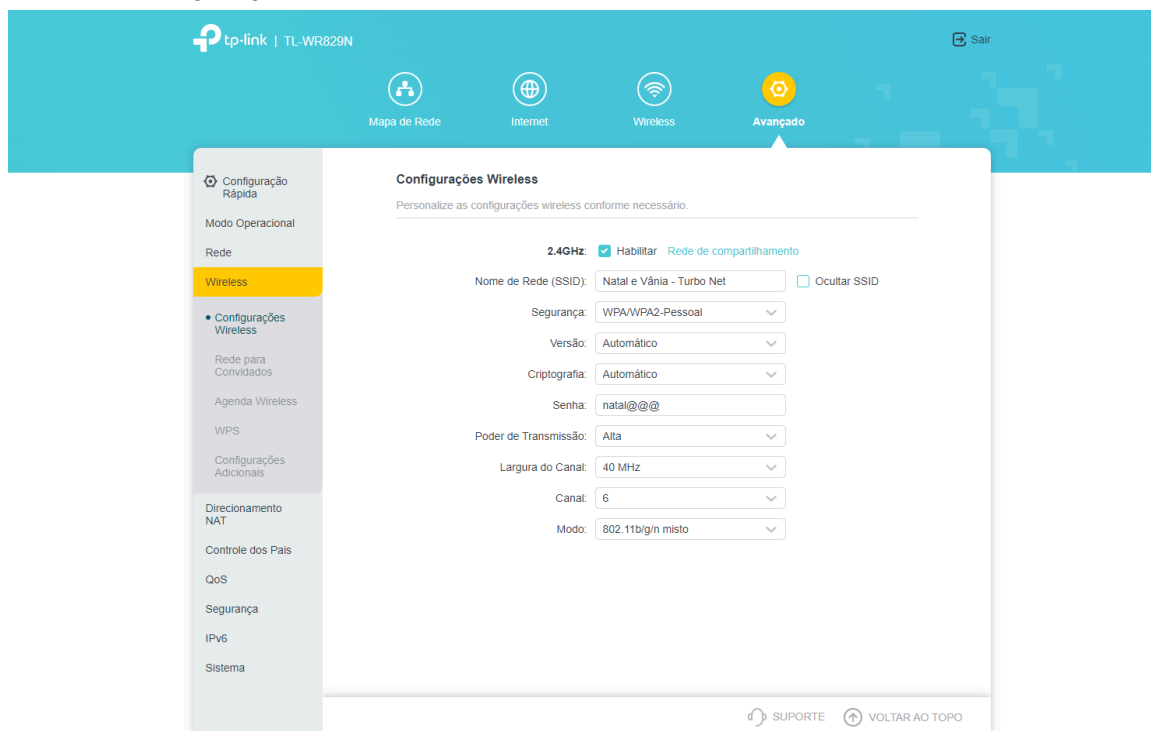 tp-link | TL-WR829N
Sair
Mapa de Rede
Internet
Wireless
Avançado
Configuração
Rápida
Modo Operacional
Rede
Wireless
Configurações
Wireless
Rede para
Convidados
Agenda Wireless
WPS
Configurações
Adicionais
Direcionamento
NAT
Controle dos Pais
QoS
Segurança
IPv6
Sistema
Configurações Wireless
Personalize as configurações wireless conforme necessário.
2.4GHz: Habilitar Rede de compartilhamento
Nome de Rede (SSID): Natal e Vânia - Turbo Net Ocultar SSID
Segurança: WPA/WPA2-Pessoal
Versão: Automático
Criptografia: Automático
Senha: natal@@@
Poder de Transmissão: Alta
Largura do Canal: 40 MHz
Canal: 6
Modo: 802.11b/g/n misto
SUPORTE
VOLTAR AO TOPO